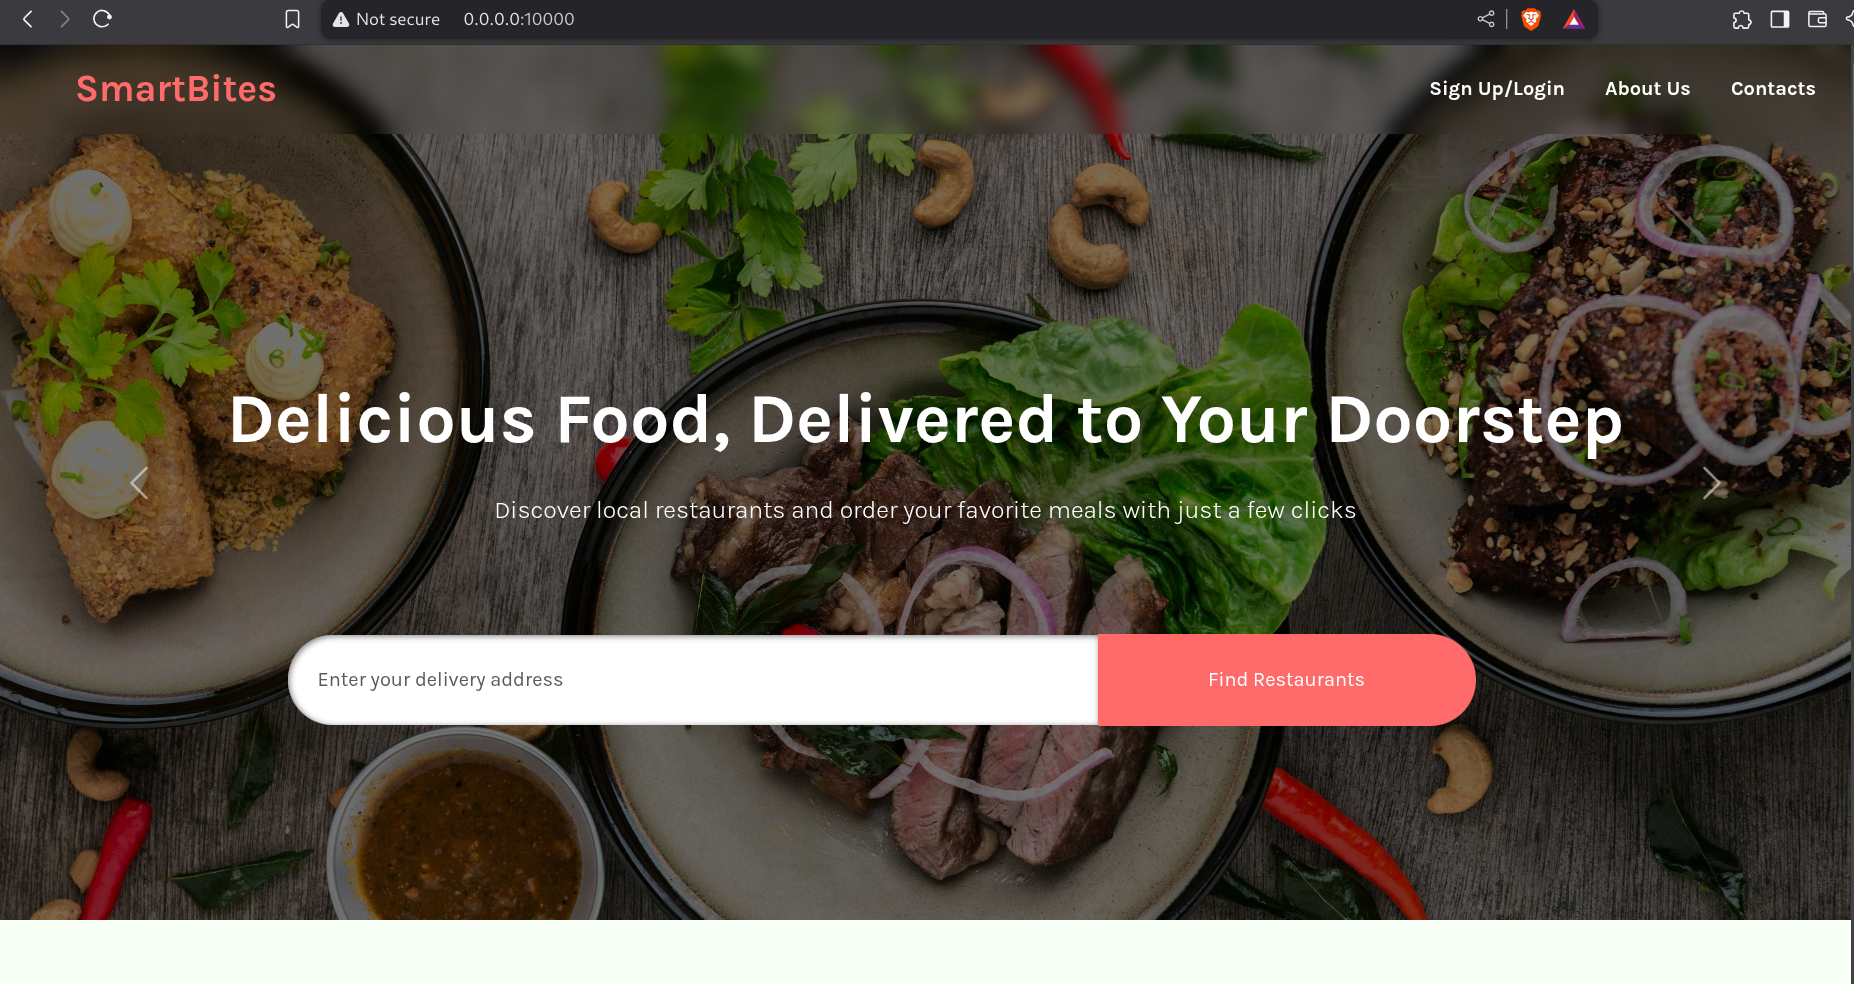 Not secure 0.0.0.0:10000
SmartBites
Sign Up/Login About Us Contacts
Delicious Food, Delivered to Your Doorstep
Discover local restaurants and order your favorite meals with just a few clicks
Enter your delivery address Find Restaurants